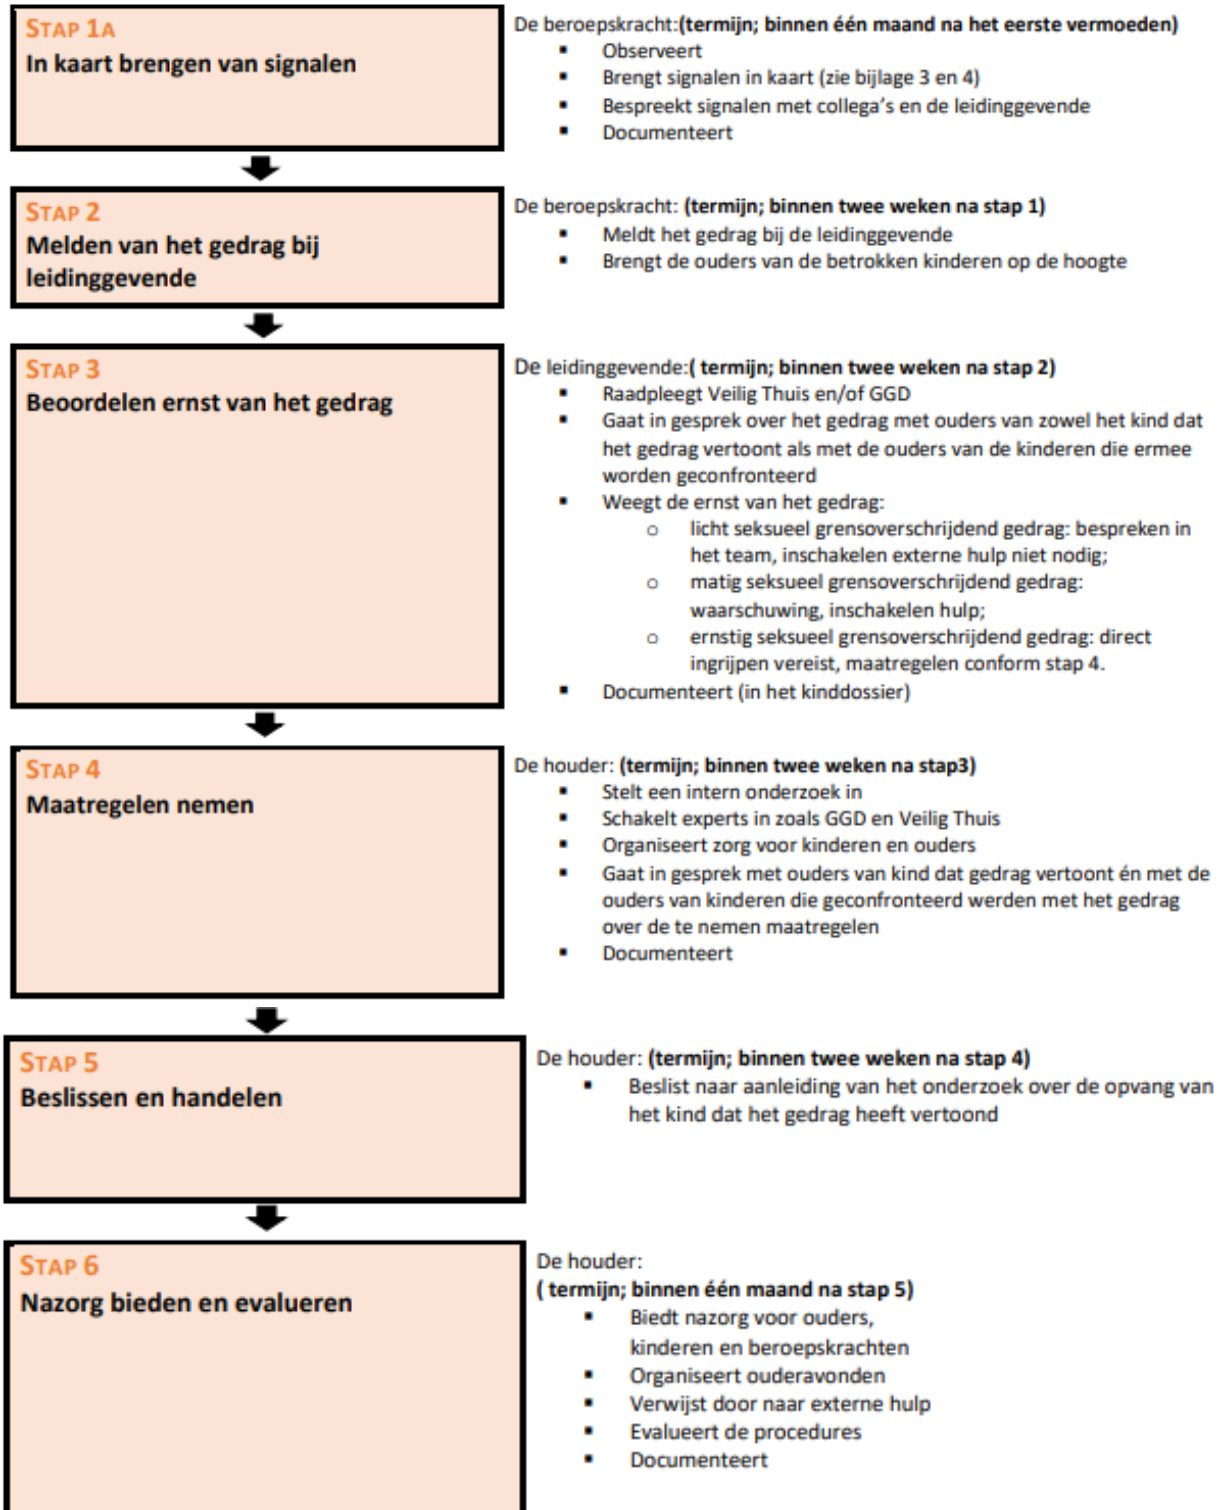 STAP 1A
In kaart brengen van signalen
De beroepskracht:(termijn; binnen één maand na het eerste vermoeden)
▪ Observeert
▪ Brengt signalen in kaart (zie bijlage 3 en 4)
▪ Bespreekt signalen met collega's en de leidinggevende
▪ Documenteert
STAP 2
Melden van het gedrag bij
leidinggevende
De beroepskracht: (termijn; binnen twee weken na stap 1)
▪ Meldt het gedrag bij de leidinggevende
▪ Brengt de ouders van de betrokken kinderen op de hoogte
STAP 3
Beoordelen ernst van het gedrag
De leidinggevende:( termijn; binnen twee weken na stap 2)
▪ Raadpleegt Veilig Thuis en/of GGD
▪ Gaat in gesprek over het gedrag met ouders van zowel het kind dat
het gedrag vertoont als met de ouders van de kinderen die ermee
worden geconfronteerd
▪ Weegt de ernst van het gedrag:
o licht seksueel grensoverschrijdend gedrag: bespreken in
het team, inschakelen externe hulp niet nodig;
o matig seksueel grensoverschrijdend gedrag:
waarschuwing, inschakelen hulp;
o ernstig seksueel grensoverschrijdend gedrag: direct
ingrijpen vereist, maatregelen conform stap 4.
▪ Documenteert (in het kinddossier)
STAP 4
Maatregelen nemen
De houder: (termijn; binnen twee weken na stap3)
▪ Stelt een intern onderzoek in
▪ Schakelt experts in zoals GGD en Veilig Thuis
▪ Organiseert zorg voor kinderen en ouders
▪ Gaat in gesprek met ouders van kind dat gedrag vertoont én met de
ouders van kinderen die geconfronteerd werden met het gedrag
over de te nemen maatregelen
▪ Documenteert
STAP 5
Beslissen en handelen
De houder: (termijn; binnen twee weken na stap 4)
▪ Beslist naar aanleiding van het onderzoek over de opvang van
het kind dat het gedrag heeft vertoond
STAP 6
Nazorg bieden en evalueren
De houder:
( termijn; binnen één maand na stap 5)
▪ Biedt nazorg voor ouders,
kinderen en beroepskrachten
▪ Organiseert ouderavonden
▪ Verwijst door naar externe hulp
▪ Evalueert de procedures
▪ Documenteert